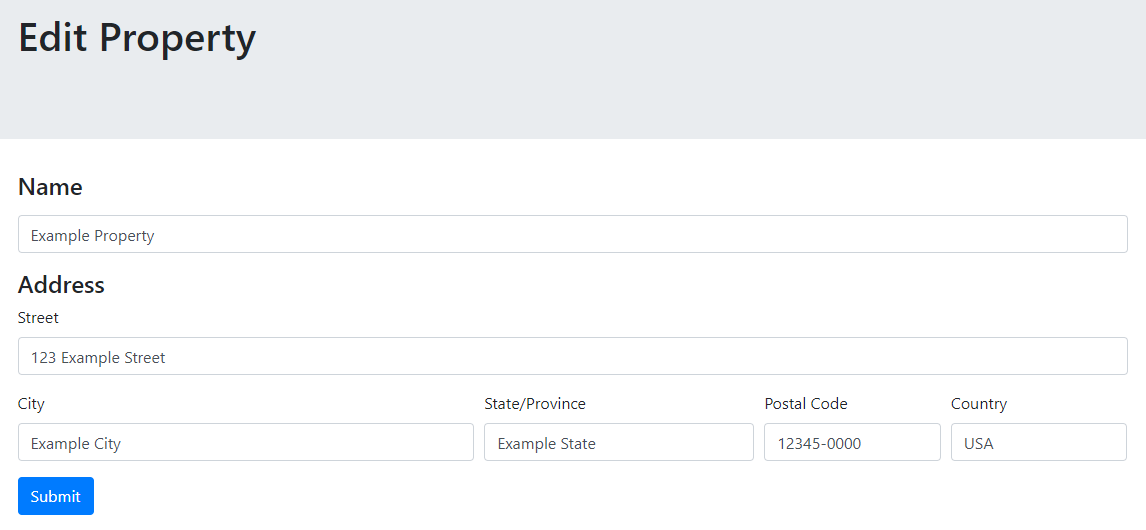 Edit Property
Name
Example Property
Address
Street
123 Example Street
City State/Province Postal Code Country
Example City Example State 12345-0000 USA
Submit